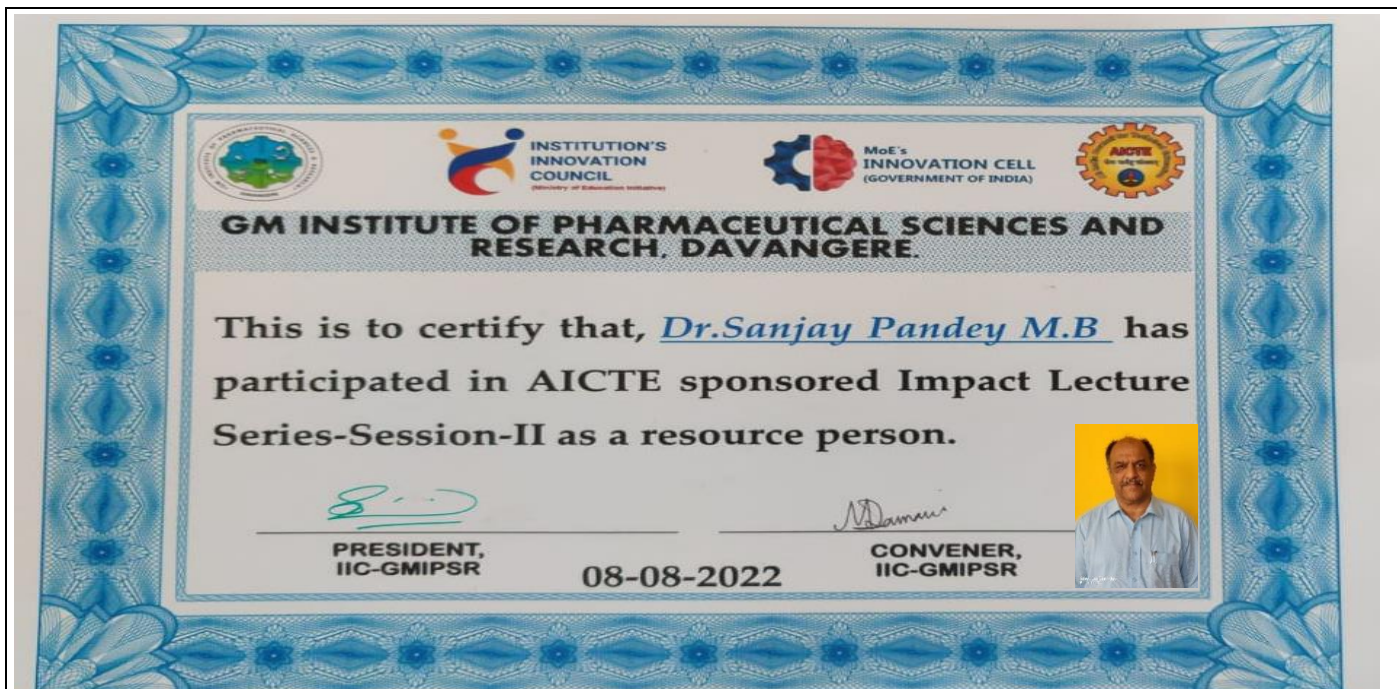 INSTITUTION'S
INNOVATION
COUNCIL
(Ministry of Education Initiative)
MoE's
INNOVATION CELL
(GOVERNMENT OF INDIA)
AICTE
GM INSTITUTE OF PHARMACEUTICAL SCIENCES AND
RESEARCH, DAVANGERE.
This is to certify that, Dr.Sanjay Pandey M.B has
participated in AICTE sponsored Impact Lecture
Series-Session-II as a resource person.
PRESIDENT,
IIC-GMIPSR
08-08-2022
CONVENER,
IIC-GMIPSR